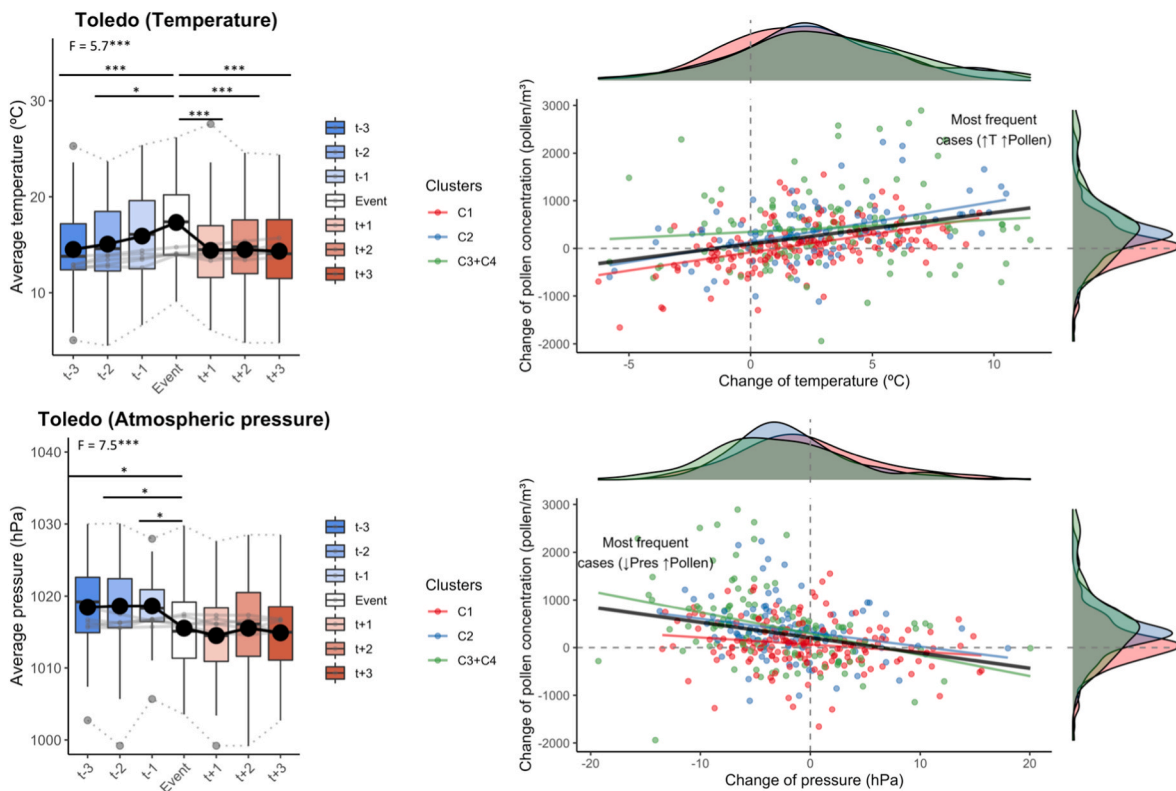 Toledo (Temperature)
F = 5.7***
***
***
*
***
***
Average temperature (ºC)
30
20
10
t-3
t-2
t-1
Event
t+1
t+2
t+3
t-3
t-2
t-1
Event
t+1
t+2
t+3
Clusters
C1
C2
C3+C4
Most frequent
cases (↑T ↑Pollen)
Change of pollen concentration (pollen/m³)
3000
2000
1000
0
-1000
-2000
-5
0
5
10
Change of temperature (ºC)
Toledo (Atmospheric pressure)
F = 7.5***
*
*
*
Average pressure (hPa)
1040
1030
1020
1010
1000
t-3
t-2
t-1
Event
t+1
t+2
t+3
t-3
t-2
t-1
Event
t+1
t+2
t+3
Clusters
C1
C2
C3+C4
Most frequent
cases (↓Pres ↑Pollen)
Change of pollen concentration (pollen/m³)
3000
2000
1000
0
-1000
-2000
-20
-10
0
10
20
Change of pressure (hPa)